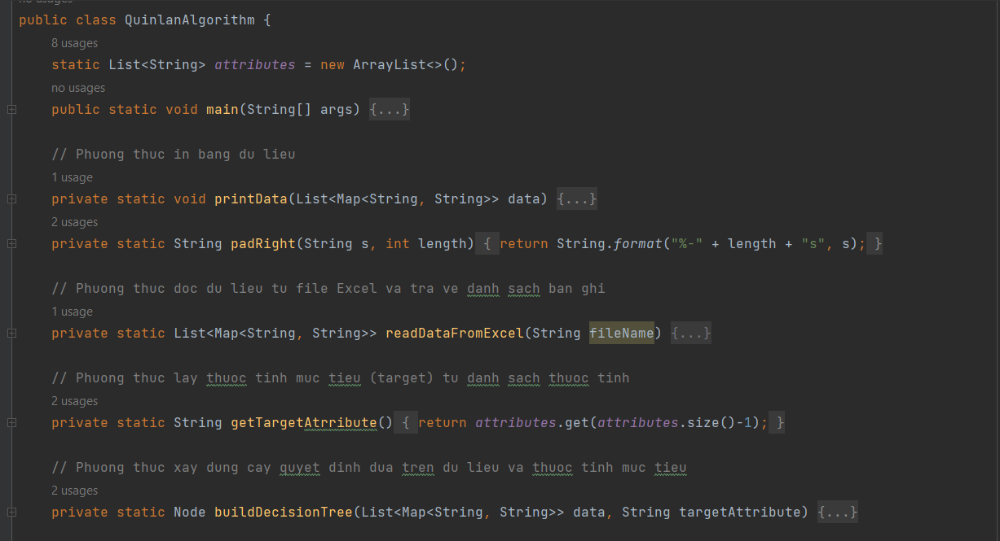 no usages
public class QuinlanAlgorithm {
8 usages
static List<String> attributes = new ArrayList<>();
no usages
public static void main(String[] args) {...}
// Phuong thuc in bang du lieu
1 usage
private static void printData(List<Map<String, String>> data) {...}
2 usages
private static String padRight(String s, int length) { return String.format("%-" + length + "s", s); }
// Phuong thuc doc du lieu tu file Excel va tra ve danh sach ban ghi
1 usage
private static List<Map<String, String>> readDataFromExcel(String fileName) {...}
// Phuong thuc lay thuoc tinh muc tieu (target) tu danh sach thuoc tinh
2 usages
private static String getTargetAtrribute() { return attributes.get(attributes.size()-1); }
// Phuong thuc xay dung cay quyet dinh dua tren du lieu va thuoc tinh muc tieu
2 usages
private static Node buildDecisionTree(List<Map<String, String>> data, String targetAttribute) {...}